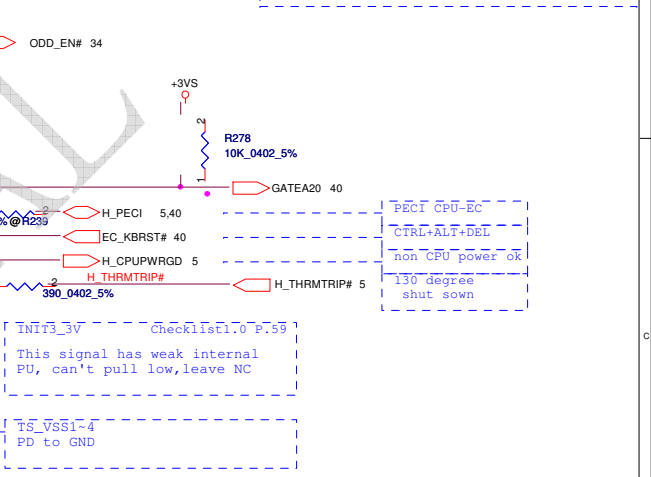 ODD_EN# 34
+3VS
2
R278
10K_0402_5%
1
GATEA20 40
2
% @ R239
H_PECI 5,40
PECI CPU-EC
EC_KBRST# 40
CTRL+ALT+DEL
H_CPUPWRGD 5
non CPU power ok
H_THRMTRIP#
2
390_0402_5%
H_THRMTRIP# 5
130 degree
shut sown
INIT3_3V Checklist1.0 P.59
This signal has weak internal
PU, can't pull low,leave NC
C
TS_VSS1~4
PD to GND